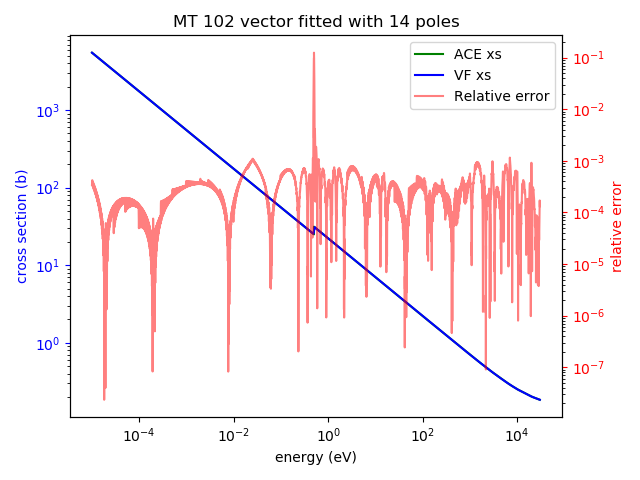 MT 102 vector fitted with 14 poles
ACE xs
VF xs
Relative error
cross section (b)
10³
10²
10¹
10⁰
10⁻¹
10⁻²
10⁻³
10⁻⁴
10⁻⁵
10⁻⁶
10⁻⁷
relative error
10⁻⁴
10⁻²
10⁰
10²
10⁴
energy (eV)